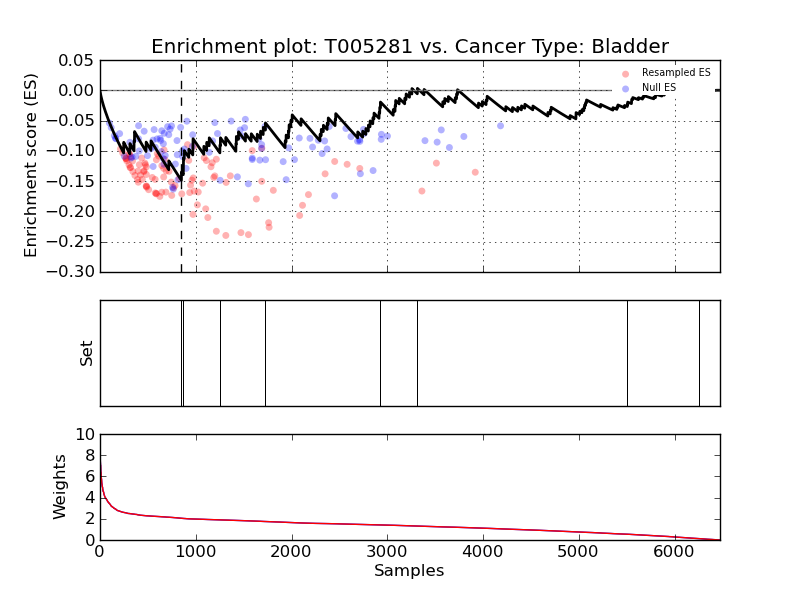 Enrichment plot: T005281 vs. Cancer Type: Bladder
Enrichment score (ES)
0.05
0.00
−0.05
−0.10
−0.15
−0.20
−0.25
−0.30
Resampled ES
Null ES
Set
Weights
10
8
6
4
2
0
0 1000 2000 3000 4000 5000 6000
Samples